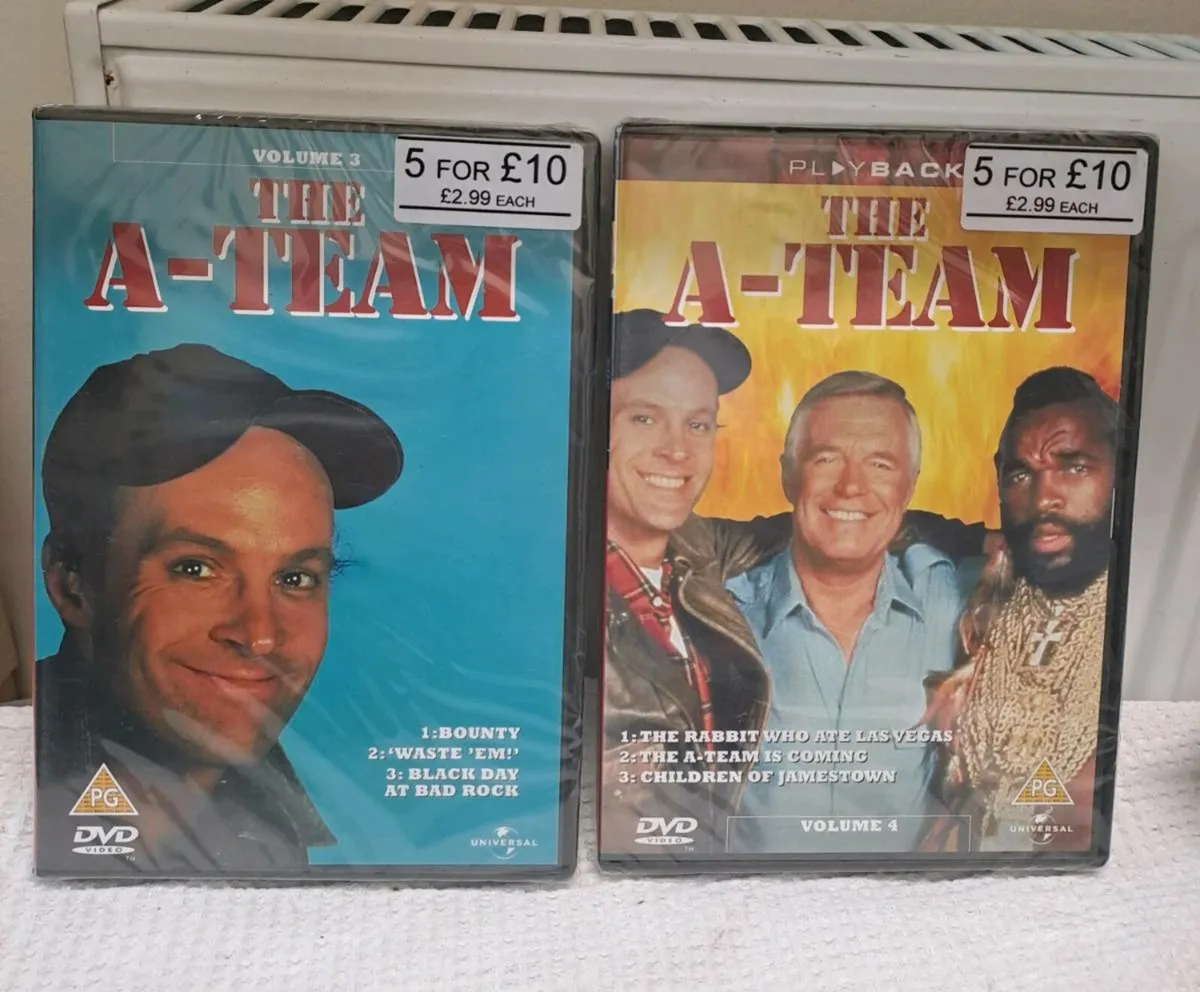 VOLUME 3
5 FOR £10
£2.99 EACH
THE
A-TEAM
1:BOUNTY
2:‘WASTE ’EM!’
3: BLACK DAY
AT BAD ROCK
PG
DVD
VIDEO
TM
UNIVERSAL
PLAYBACK
5 FOR £10
£2.99 EACH
THE
A-TEAM
1: THE RABBIT WHO ATE LAS VEGAS
2: THE A-TEAM IS COMING
3: CHILDREN OF JAMESTOWN
PG
DVD
VIDEO
TM
VOLUME 4
UNIVERSAL